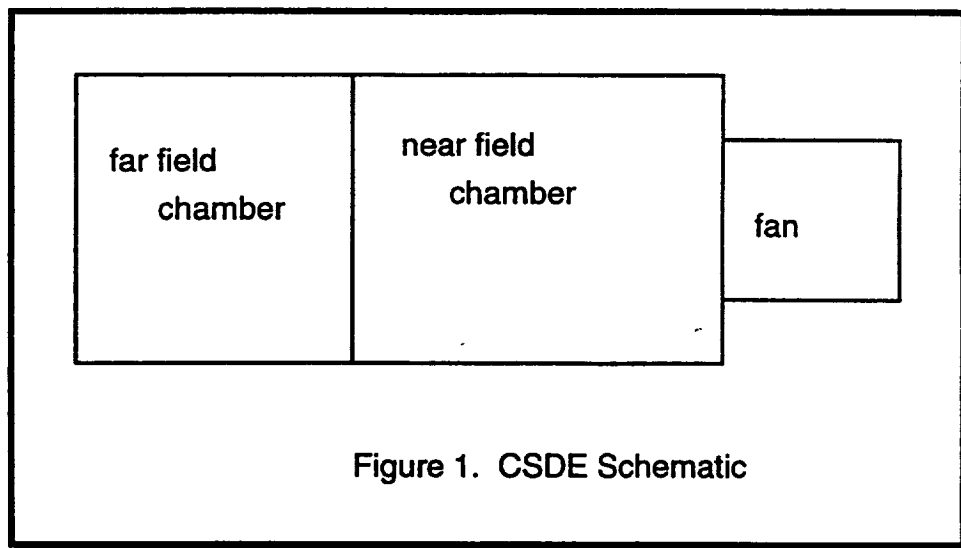 far field
chamber
near field
chamber
fan
Figure 1. CSDE Schematic